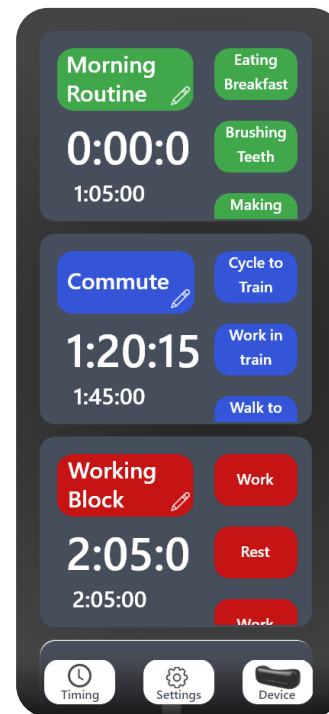 Morning
Routine
0:00:0
1:05:00
Eating
Breakfast
Brushing
Teeth
Making
Commute
1:20:15
1:45:00
Cycle to
Train
Work in
train
Walk to
Working
Block
2:05:0
2:05:00
Work
Rest
Work
Timing
Settings
Device